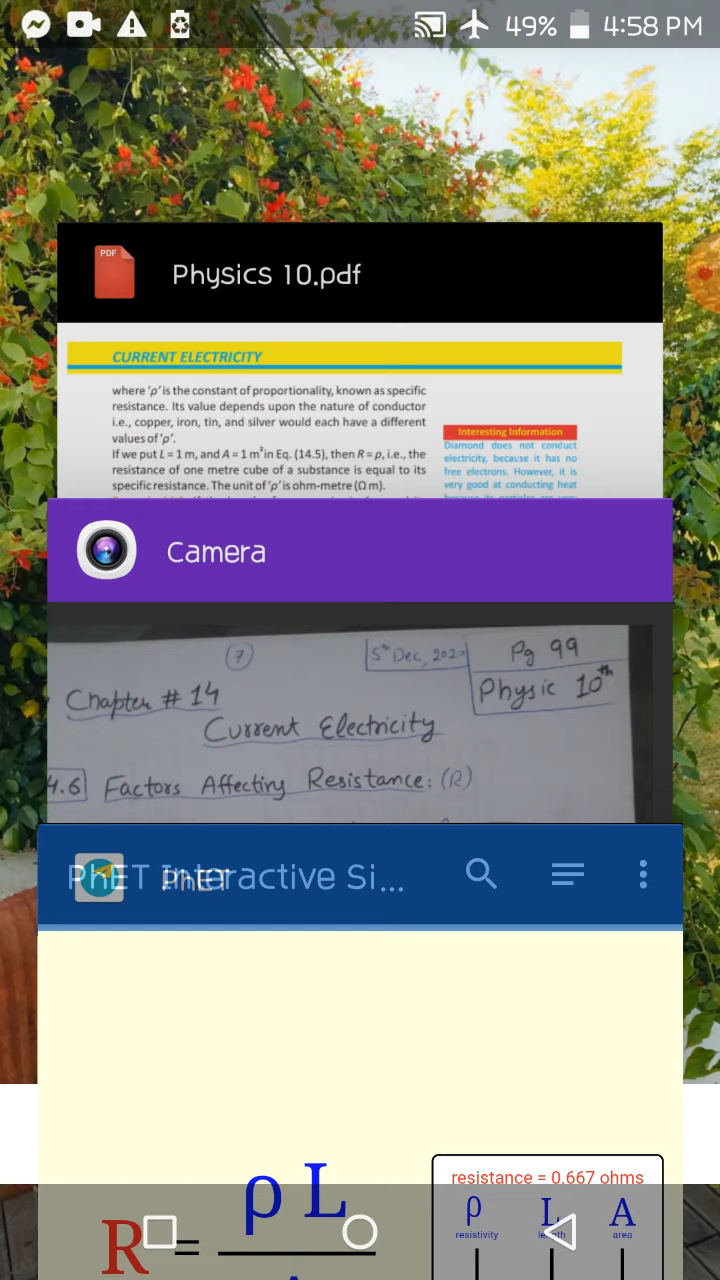 49% 4:58 PM
PDF
Physics 10.pdf
CURRENT ELECTRICITY
where 'ρ' is the constant of proportionality, known as specific
resistance. Its value depends upon the nature of conductor
i.e., copper, iron, tin, and silver would each have a different
values of 'ρ'.
If we put L = 1 m, and A = 1 m² in Eq. (14.5), then R = ρ, i.e., the
resistance of one metre cube of a substance is equal to its
specific resistance. The unit of 'ρ' is ohm-metre (Ω m).
Interesting Information
Diamond does not conduct
electricity, because it has no
free electrons. However, it is
very good at conducting heat
Camera
7
5th Dec, 2020
Pg 99
Physic 10th
Chapter # 14
Current Electricity
4.6 Factors Affecting Resistance: (R)
PhET Interactive Si...
PhET
R = ρ L
resistance = 0.667 ohms
ρ L A
resistivity length area